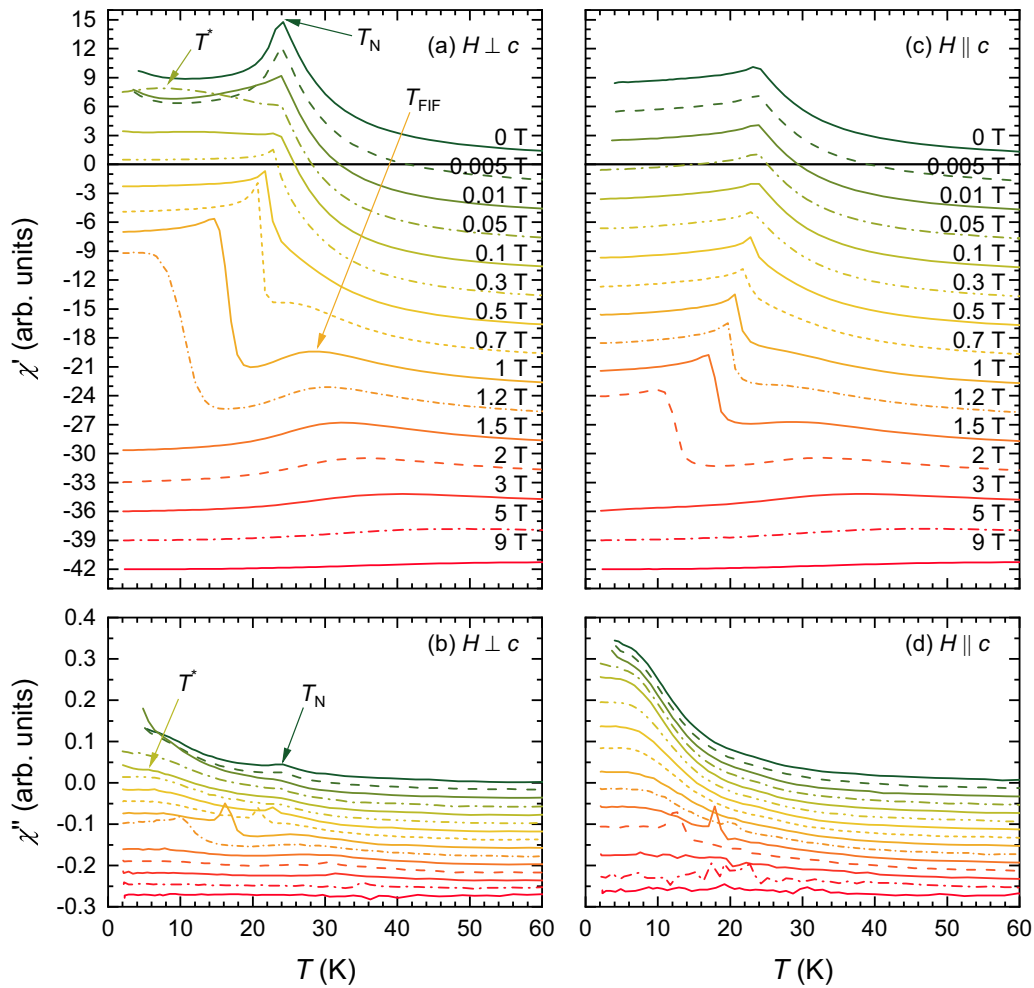 (a) H ⊥ c
T*
T_N
T_FIF
15
12
9
6
3
0
-3
-6
-9
-12
-15
-18
-21
-24
-27
-30
-33
-36
-39
-42
χ' (arb. units)
0 T
0.005 T
0.01 T
0.05 T
0.1 T
0.3 T
0.5 T
0.7 T
1 T
1.2 T
1.5 T
2 T
3 T
5 T
9 T
(c) H ∥ c
0 T
0.005 T
0.01 T
0.05 T
0.1 T
0.3 T
0.5 T
0.7 T
1 T
1.2 T
1.5 T
2 T
3 T
5 T
9 T
(b) H ⊥ c
T*
T_N
0.4
0.3
0.2
0.1
0.0
-0.1
-0.2
-0.3
χ'' (arb. units)
0 10 20 30 40 50 60
T (K)
(d) H ∥ c
0 10 20 30 40 50 60
T (K)